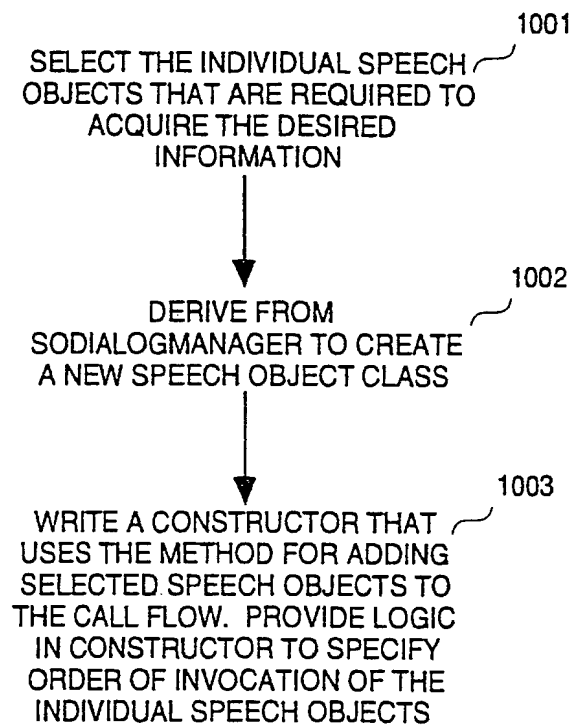 1001
SELECT THE INDIVIDUAL SPEECH
OBJECTS THAT ARE REQUIRED TO
ACQUIRE THE DESIRED
INFORMATION
1002
DERIVE FROM
SODIALOGMANAGER TO CREATE
A NEW SPEECH OBJECT CLASS
1003
WRITE A CONSTRUCTOR THAT
USES THE METHOD FOR ADDING
SELECTED SPEECH OBJECTS TO
THE CALL FLOW. PROVIDE LOGIC
IN CONSTRUCTOR TO SPECIFY
ORDER OF INVOCATION OF THE
INDIVIDUAL SPEECH OBJECTS